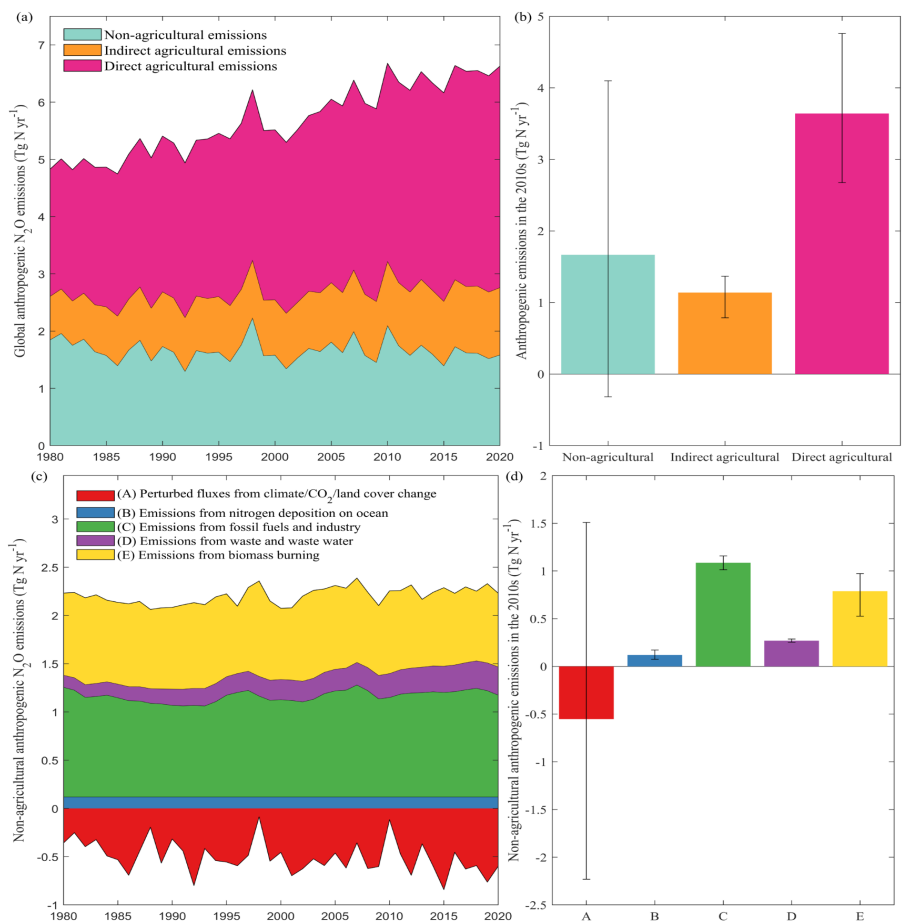 (a)
Non-agricultural emissions
Indirect agricultural emissions
Direct agricultural emissions
Global anthropogenic N₂O emissions (Tg N yr⁻¹)
7
6
5
4
3
2
1
0
1980 1985 1990 1995 2000 2005 2010 2015 2020
(b)
Anthropogenic emissions in the 2010s (Tg N yr⁻¹)
5
4
3
2
1
0
-1
Non-agricultural Indirect agricultural Direct agricultural
(c)
(A) Perturbed fluxes from climate/CO₂/land cover change
(B) Emissions from nitrogen deposition on ocean
(C) Emissions from fossil fuels and industry
(D) Emissions from waste and waste water
(E) Emissions from biomass burning
Non-agricultural anthropogenic N₂O emissions (Tg N yr⁻¹)
3
2.5
2
1.5
1
0.5
0
-0.5
-1
1980 1985 1990 1995 2000 2005 2010 2015 2020
(d)
Non-agricultural anthropogenic emissions in the 2010s (Tg N yr⁻¹)
2
1.5
1
0.5
0
-0.5
-1
-1.5
-2
-2.5
A B C D E